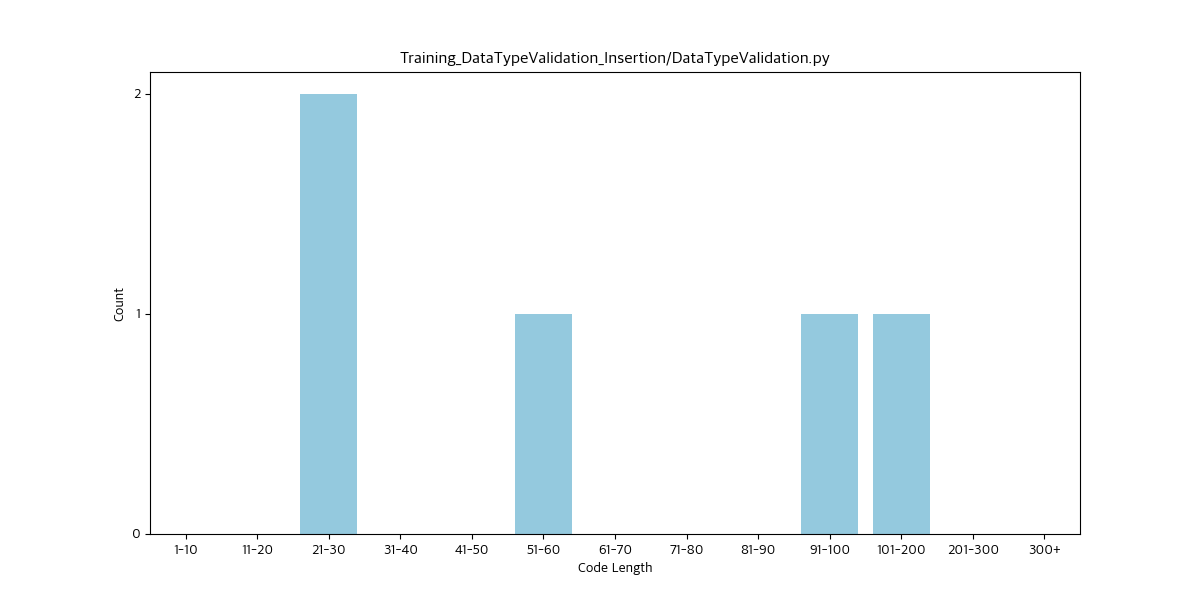 Training_DataTypeValidation_Insertion/DataTypeValidation.py
2
1
0
Count
1-10 11-20 21-30 31-40 41-50 51-60 61-70 71-80 81-90 91-100 101-200 201-300 300+
Code Length